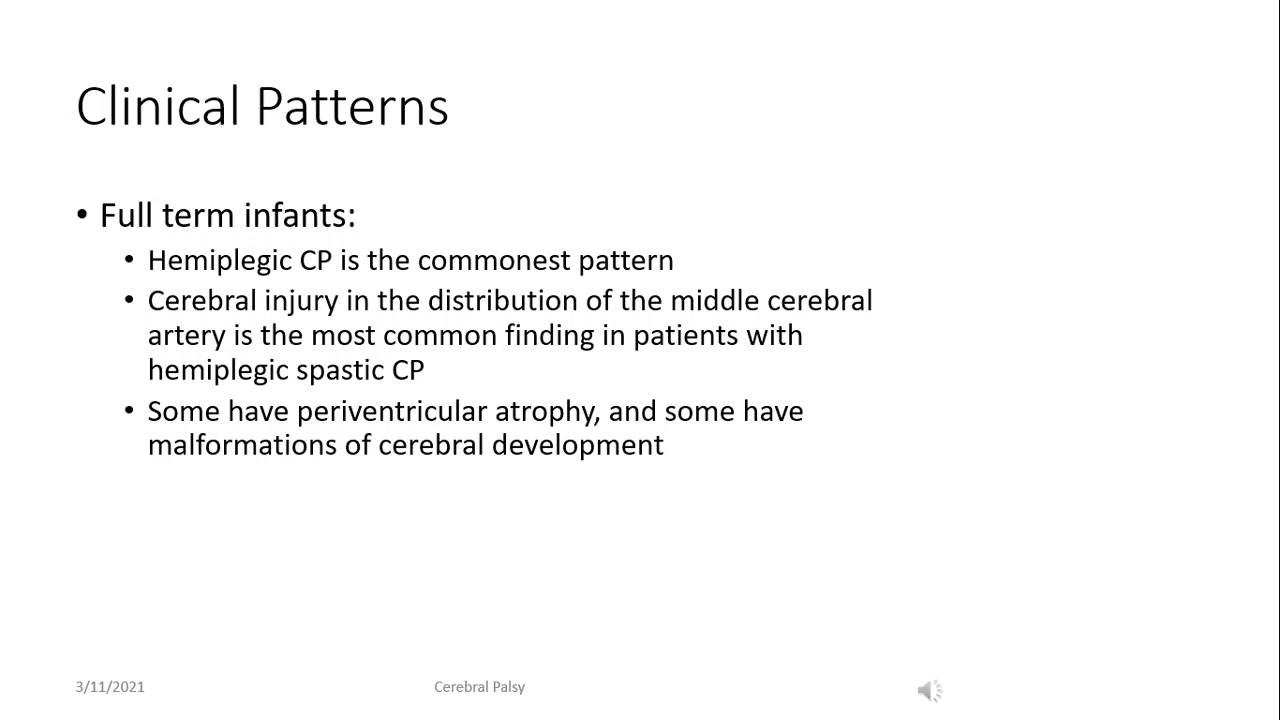 Clinical Patterns
• Full term infants:
• Hemiplegic CP is the commonest pattern
• Cerebral injury in the distribution of the middle cerebral
artery is the most common finding in patients with
hemiplegic spastic CP
• Some have periventricular atrophy, and some have
malformations of cerebral development
3/11/2021
Cerebral Palsy